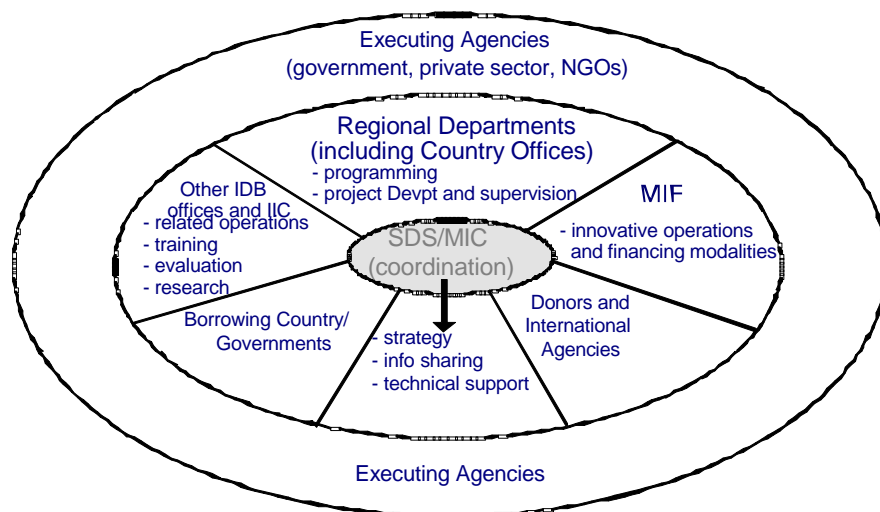 Executing Agencies
(government, private sector, NGOs)
Regional Departments
(including Country Offices)
- programming
- project Devpt and supervision
Other IDB
offices and IIC
- related operations
- training
- evaluation
- research
MIF
- innovative operations
and financing modalities
SDS/MIC
(coordination)
Borrowing Country/
Governments
- strategy
- info sharing
- technical support
Donors and
International
Agencies
Executing Agencies